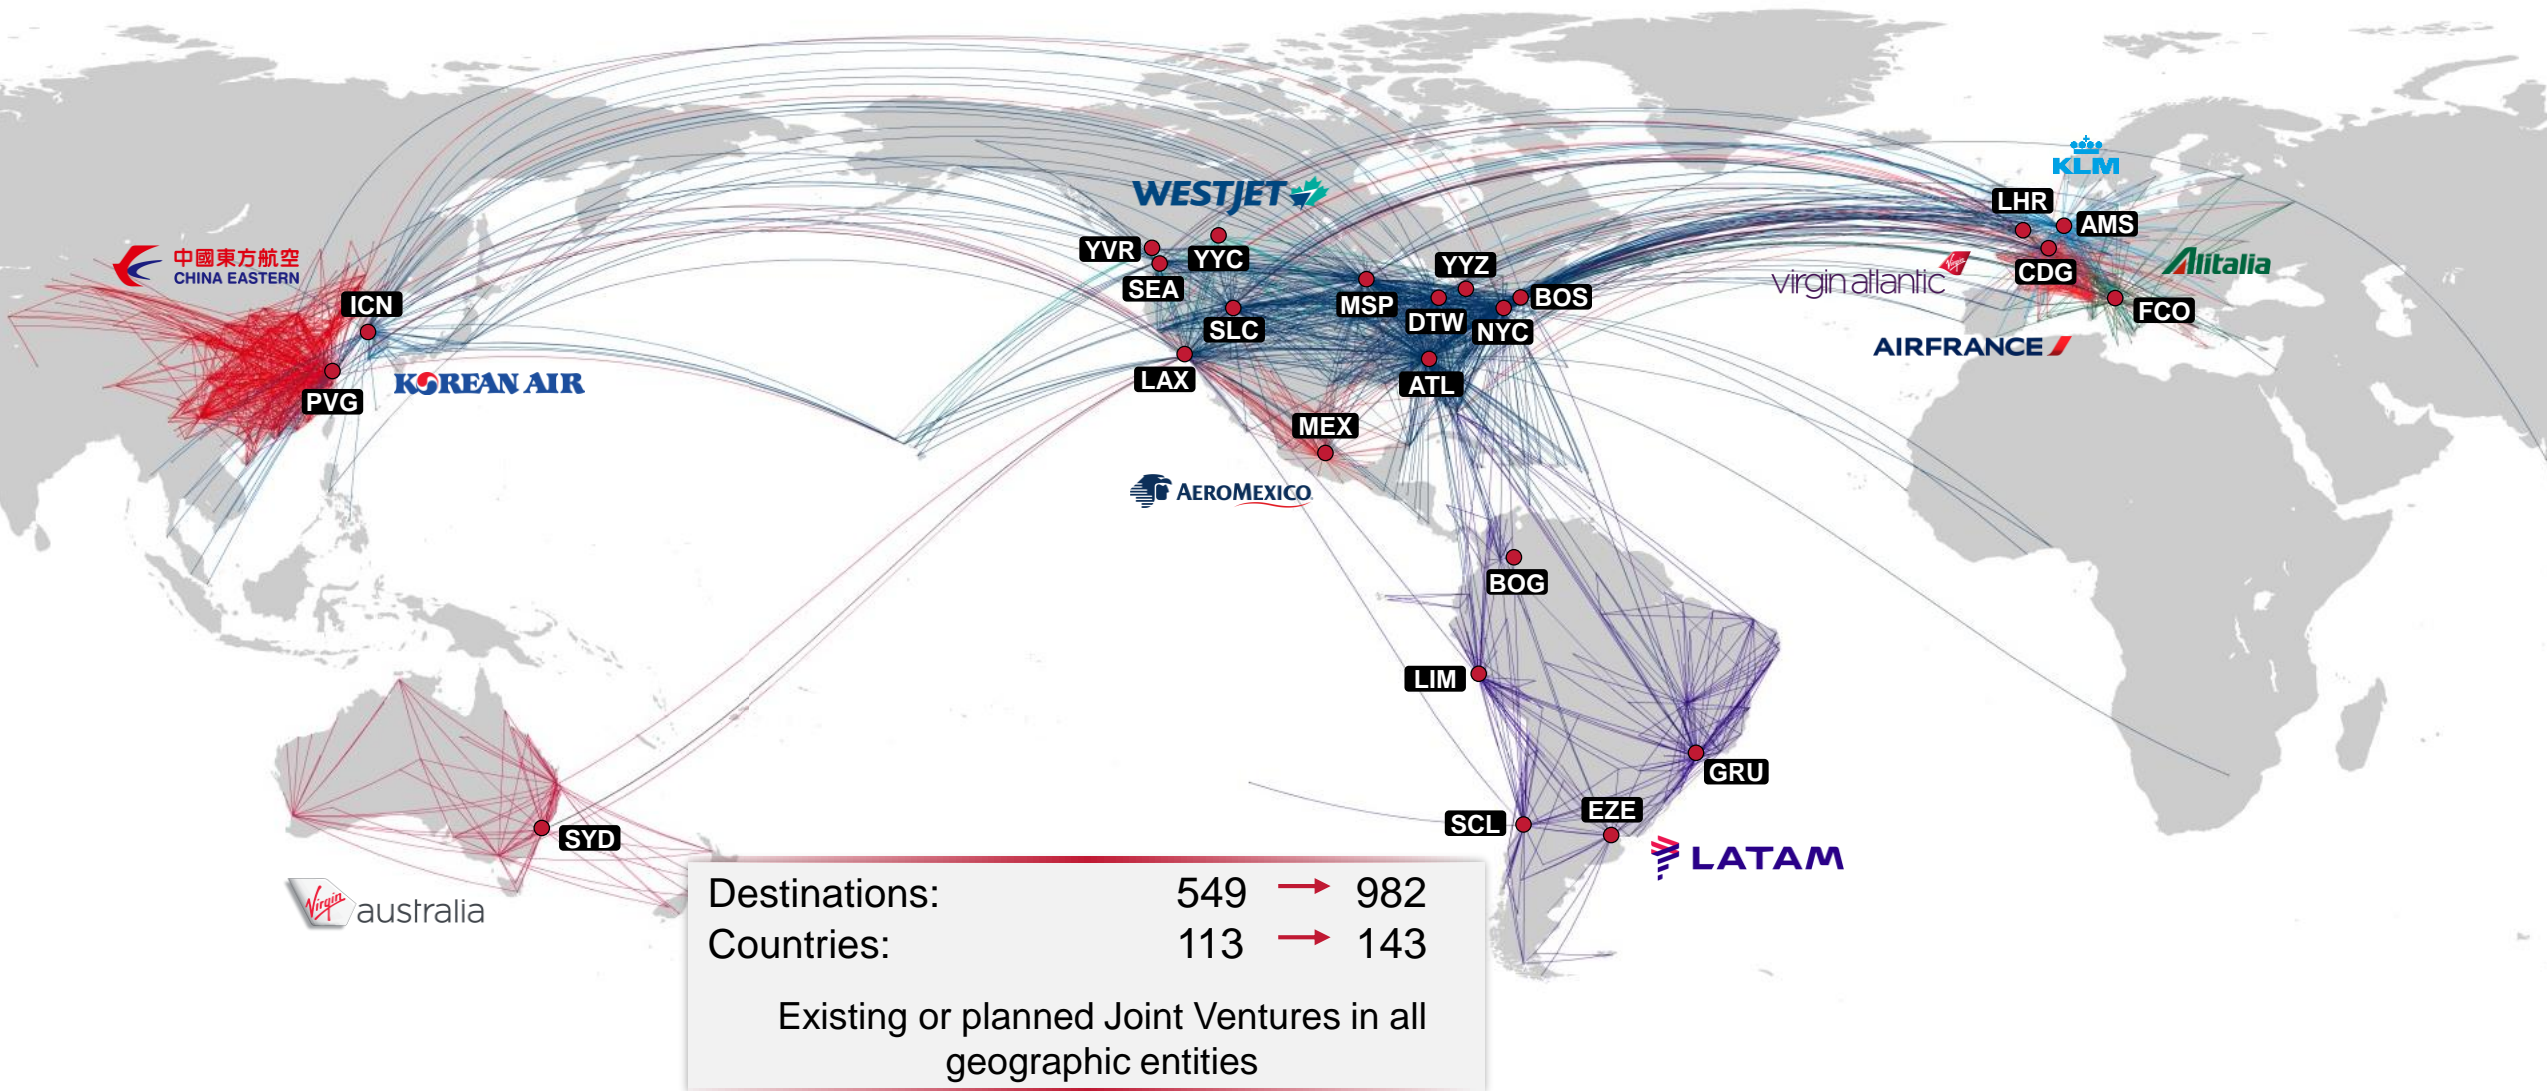 KLM
LHR
AMS
WESTJET
YVR
YYC
SEA
YYZ
中國東方航空
CHINA EASTERN
virgin atlantic
Virgin
CDG
Alitalia
ICN
MSP
BOS
DTW
NYC
SLC
FCO
AIRFRANCE
LAX
ATL
KOREAN AIR
PVG
MEX
AEROMEXICO
BOG
LIM
GRU
SCL
EZE
SYD
LATAM
Virgin australia
Destinations: 549 → 982
Countries: 113 → 143
Existing or planned Joint Ventures in all
geographic entities